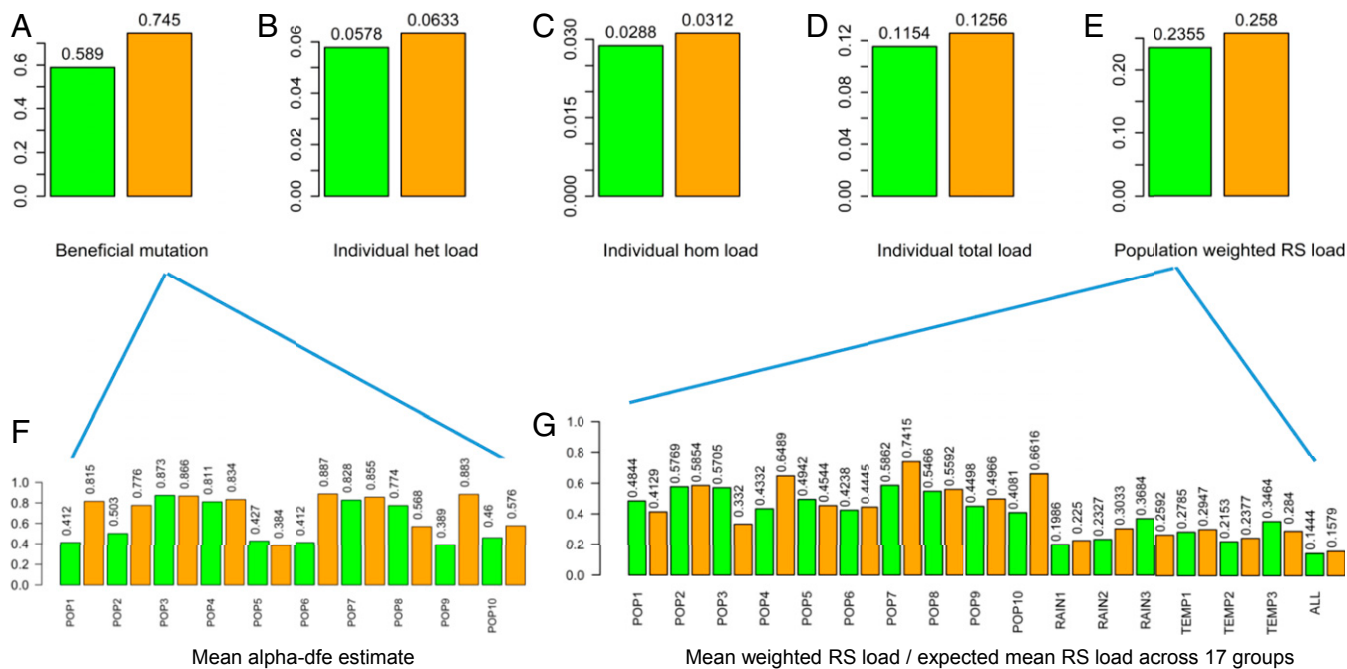 A
0.745
0.589
0.0 0.2 0.4 0.6
Beneficial mutation
B
0.0633
0.0578
0.00 0.02 0.04 0.06
Individual het load
C
0.0312
0.0288
0.000 0.015 0.030
Individual hom load
D
0.1256
0.1154
0.00 0.04 0.08 0.12
Individual total load
E
0.258
0.2355
0.00 0.10 0.20
Population weighted RS load
F
1.0
0.8
0.6
0.4
0.2
0.0
0.412 0.815 0.503 0.776 0.873 0.866 0.811 0.834 0.427 0.384 0.412 0.887 0.828 0.855 0.774 0.568 0.389 0.883 0.46 0.576
POP1 POP2 POP3 POP4 POP5 POP6 POP7 POP8 POP9 POP10
Mean alpha-dfe estimate
G
1.0
0.8
0.6
0.4
0.2
0.0
0.4844 0.4129 0.5769 0.5854 0.5705 0.332 0.4332 0.6489 0.4942 0.4544 0.4238 0.4445 0.5862 0.7415 0.5466 0.5592 0.4498 0.4966 0.4081 0.6616 0.1986 0.225 0.2327 0.3033 0.3684 0.2592 0.2785 0.2947 0.2153 0.2377 0.3464 0.284 0.1444 0.1579
POP1 POP2 POP3 POP4 POP5 POP6 POP7 POP8 POP9 POP10 RAIN1 RAIN2 RAIN3 TEMP1 TEMP2 TEMP3 ALL
Mean weighted RS load / expected mean RS load across 17 groups